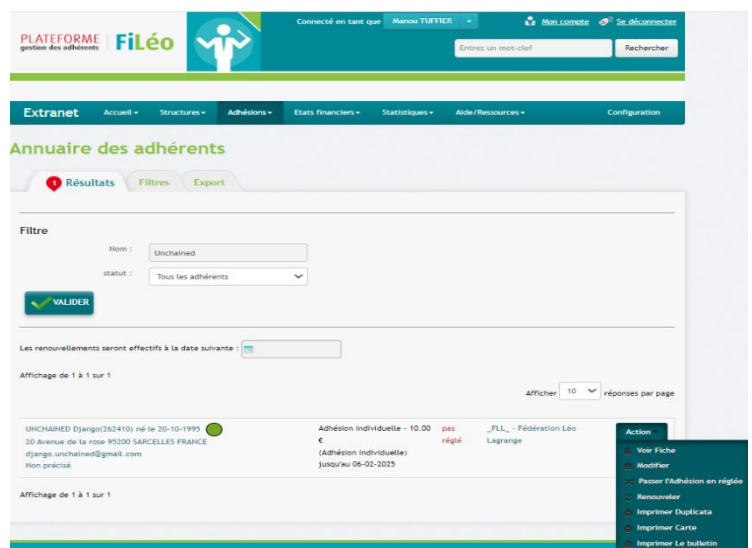 Connecté en tant que Manou TUFFIER
Mon compte
Se déconnecter
PLATEFORME
gestion des adhérents
FiLéo
Entrez un mot-clef
Rechercher
Extranet Accueil Structures Adhésions Etats financiers Statistiques Aide/Ressources Configuration
Annuaire des adhérents
1 Résultats Filtres Export
Filtre
Nom : Unchained
statut : Tous les adhérents
VALIDER
Les renouvellements seront effectifs à la date suivante :
Affichage de 1 à 1 sur 1
Afficher 10 réponses par page
UNCHAINED Django(262410) né le 20-10-1995
20 Avenue de la rose 95200 SARCELLES FRANCE
django.unchained@gmail.com
Non précisé
Adhésion individuelle - 10.00
€
(Adhésion individuelle)
jusqu'au 06-02-2025
pas
réglé
_FLL_ - Fédération Léo
Lagrange
Action
Voir Fiche
Modifier
Passer l'Adhésion en réglée
Renouveler
Imprimer Duplicata
Imprimer Carte
Imprimer Le bulletin
Affichage de 1 à 1 sur 1